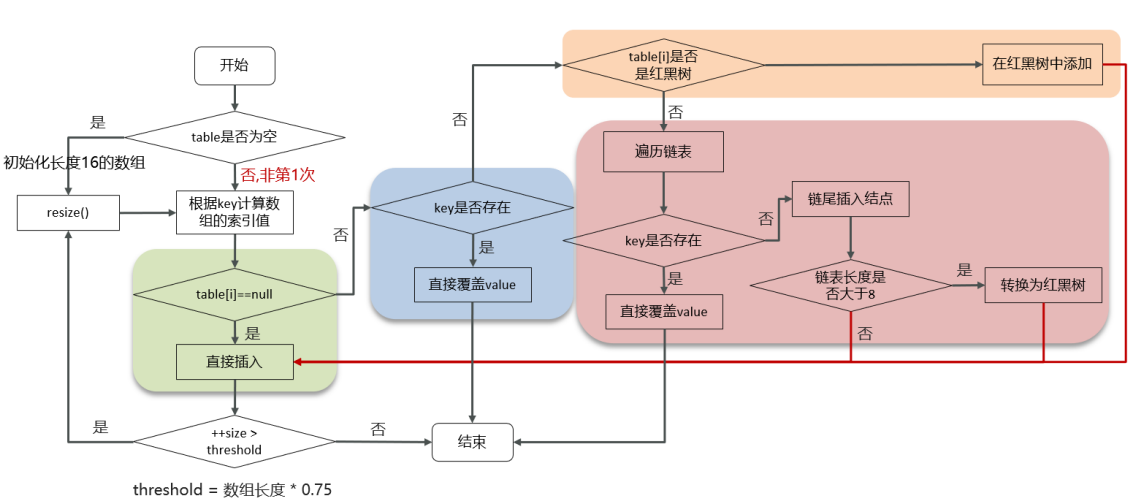 开始
table是否为空
是
初始化长度16的数组
否,非第1次
resize()
根据key计算数
组的索引值
table[i]==null
否
是
直接插入
++size >
threshold
是
否
结束
threshold = 数组长度 * 0.75
key是否存在
否
是
直接覆盖value
table[i]是否
是红黑树
在红黑树中添加
否
遍历链表
key是否存在
否
是
直接覆盖value
链尾插入结点
链表长度是
否大于8
是
转换为红黑树
否